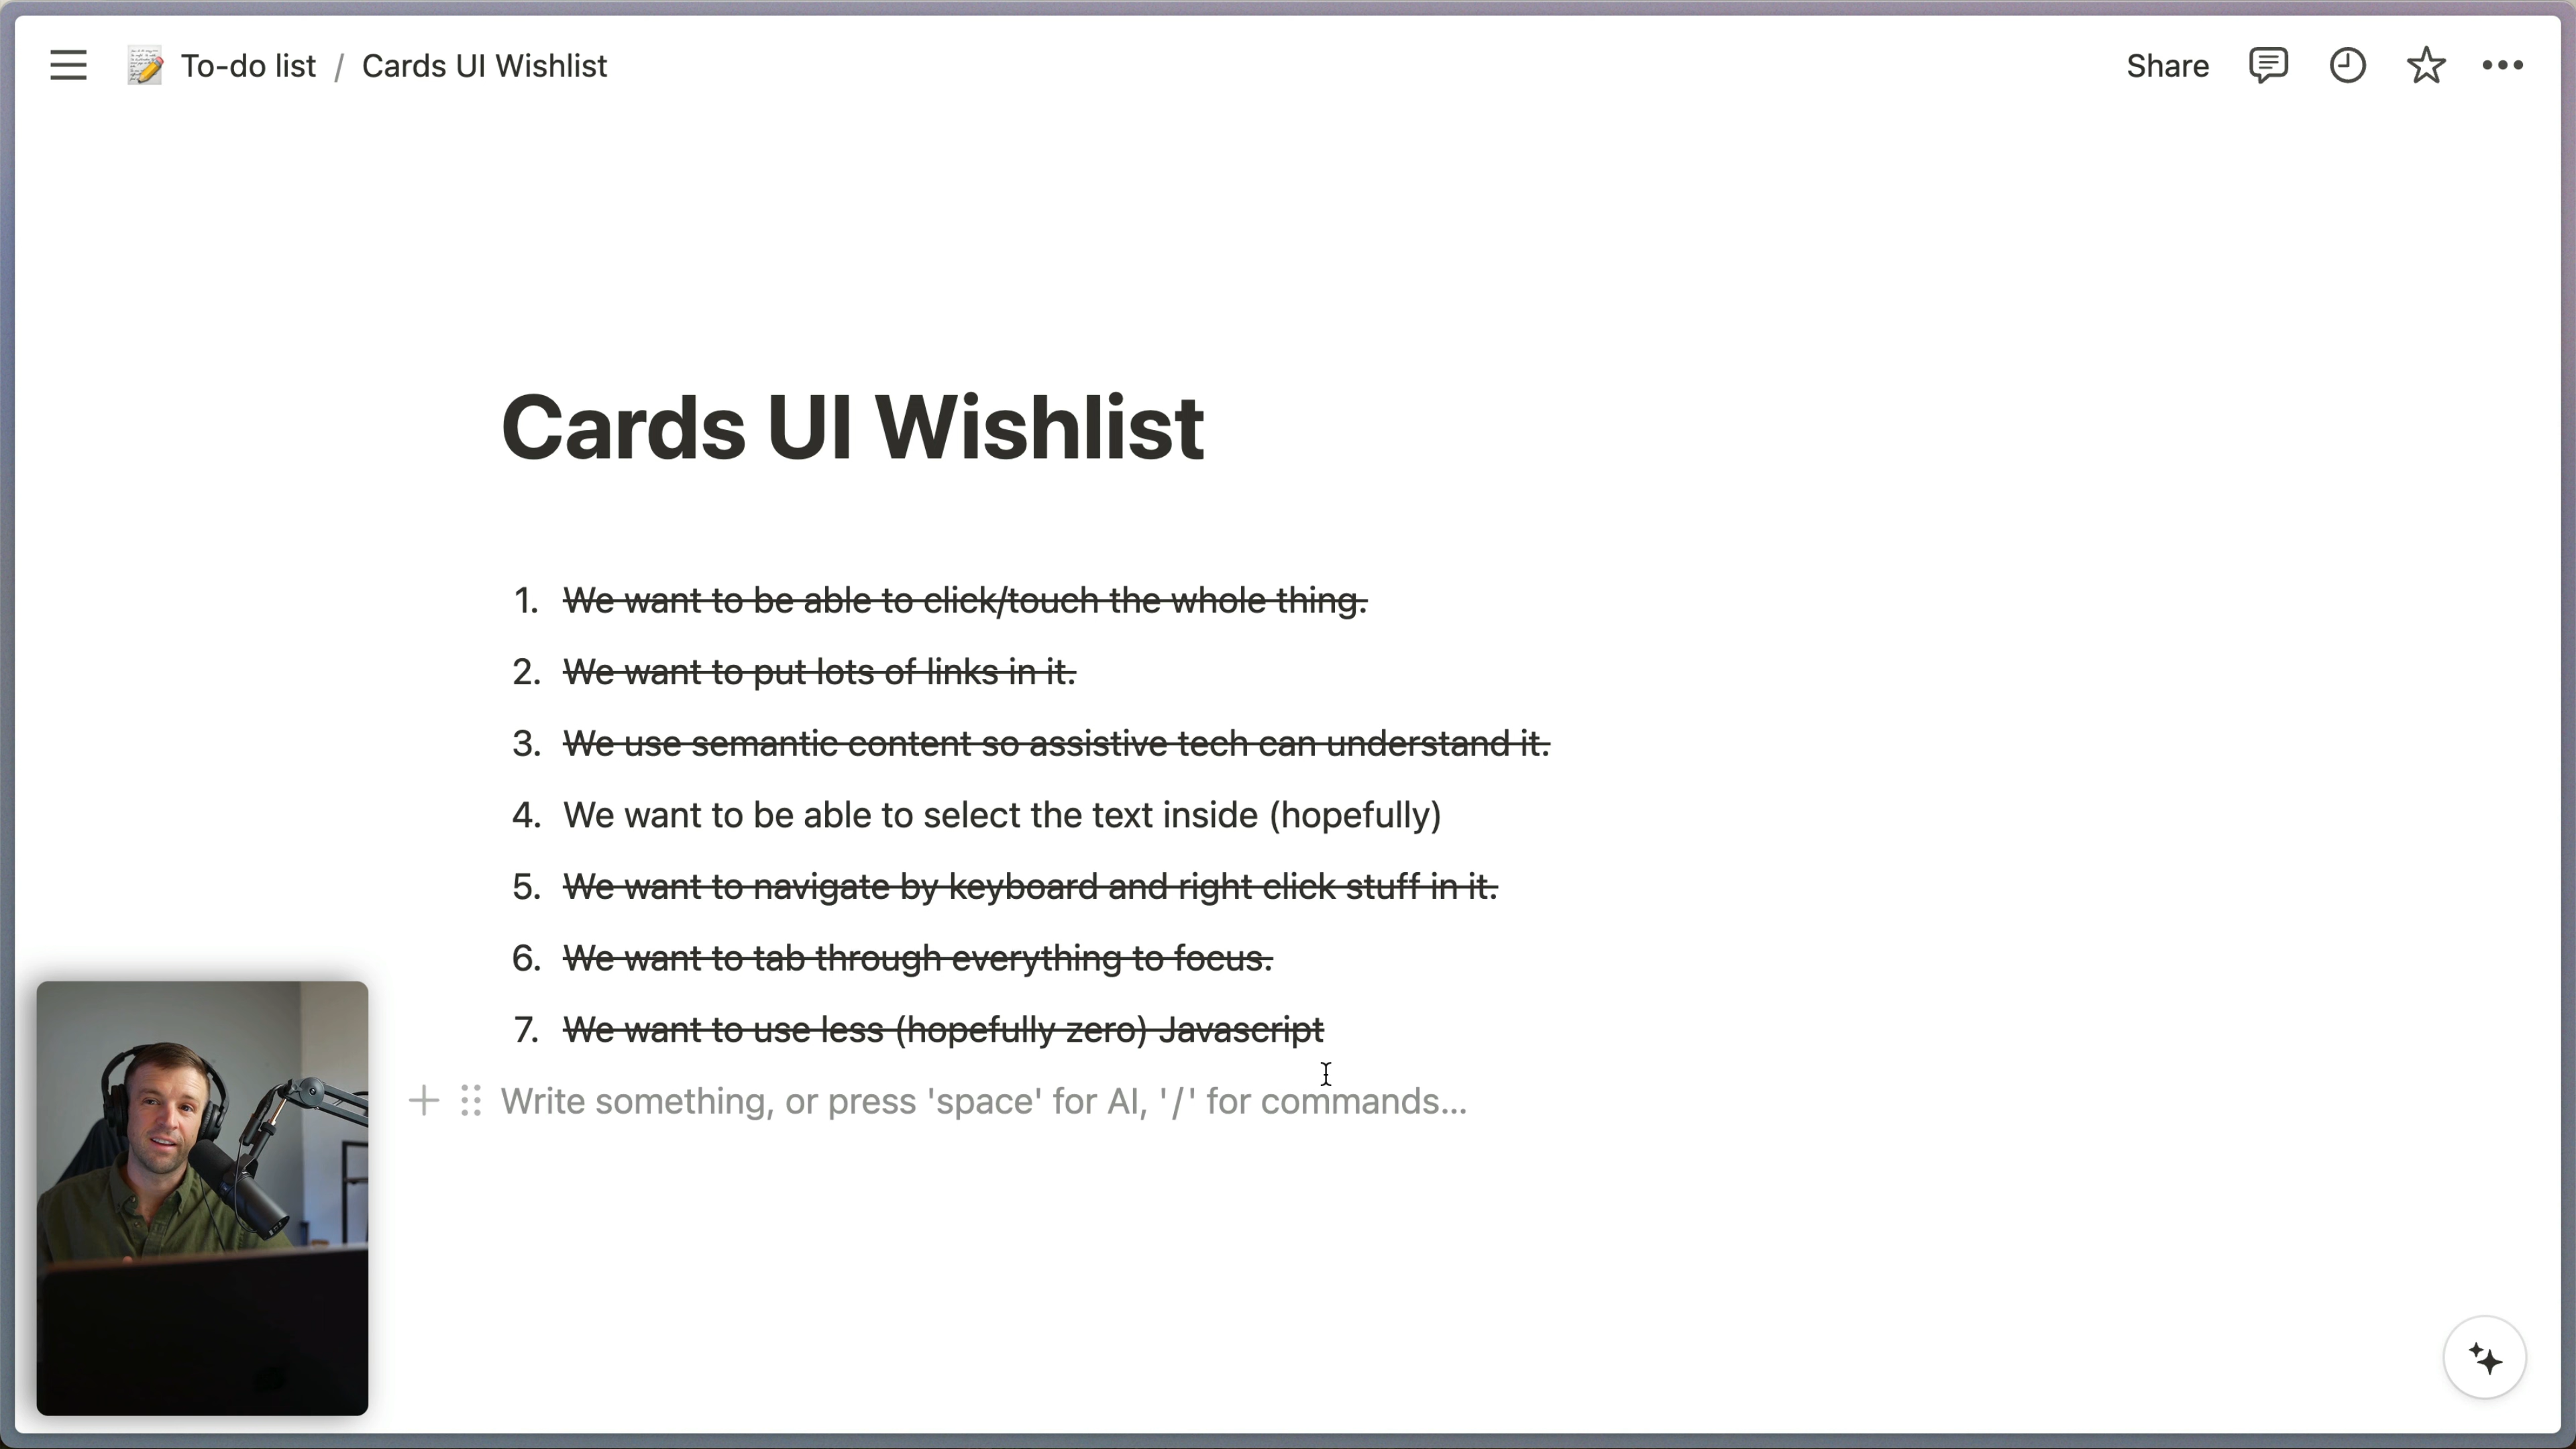 To-do list / Cards UI Wishlist
Share
Cards UI Wishlist
1. We want to be able to click/touch the whole thing.
2. We want to put lots of links in it.
3. We use semantic content so assistive tech can understand it.
4. We want to be able to select the text inside (hopefully)
5. We want to navigate by keyboard and right click stuff in it.
6. We want to tab through everything to focus.
7. We want to use less (hopefully zero) Javascript
Write something, or press 'space' for AI, '/' for commands...